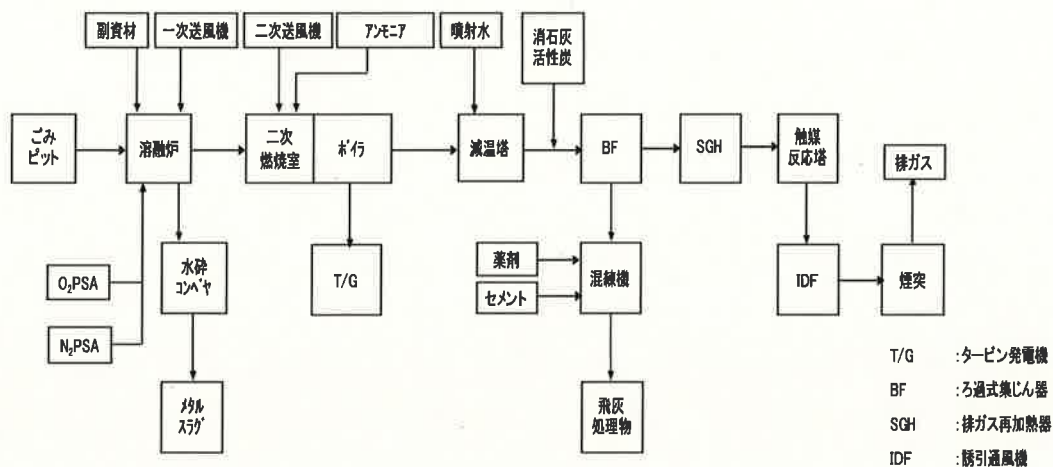 副資材
一次送風機
二次送風機
アンモニア
噴射水
消石灰
活性炭
ごみ
ピット
溶融炉
二次
燃焼室
ボイラ
減温塔
BF
SGH
触媒
反応塔
排ガス
O₂PSA
N₂PSA
水砕
コンベヤ
T/G
薬剤
セメント
混練機
IDF
煙突
メタル
スラグ
飛灰
処理物
T/G :タービン発電機
BF :ろ過式集じん器
SGH :排ガス再加熱器
IDF :誘引通風機